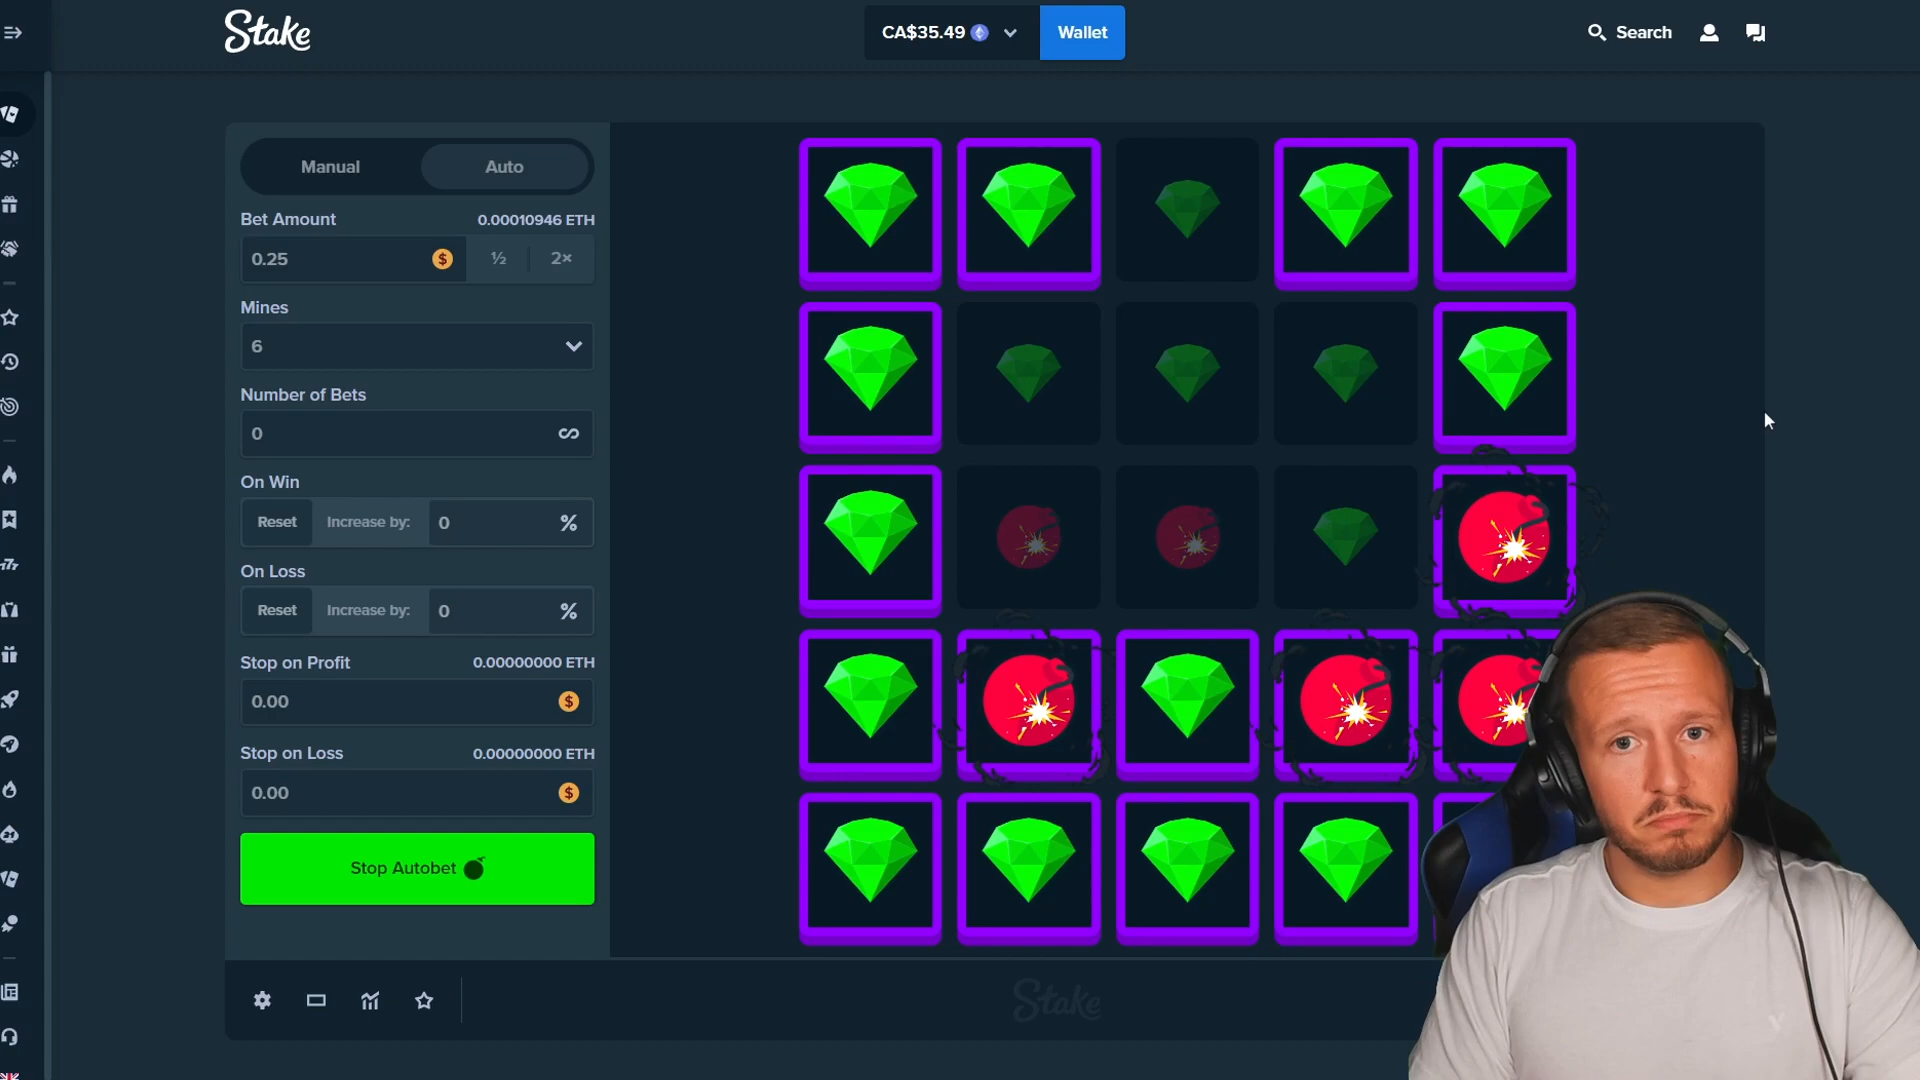 Stake
CA$35.49
Wallet
Search
Manual
Auto
Bet Amount
0.00010946 ETH
0.25
$
½
2×
Mines
6
Number of Bets
0
∞
On Win
Reset
Increase by:
0
%
On Loss
Reset
Increase by:
0
%
Stop on Profit
0.00000000 ETH
0.00
$
Stop on Loss
0.00000000 ETH
0.00
$
Stop Autobet
Stake
21